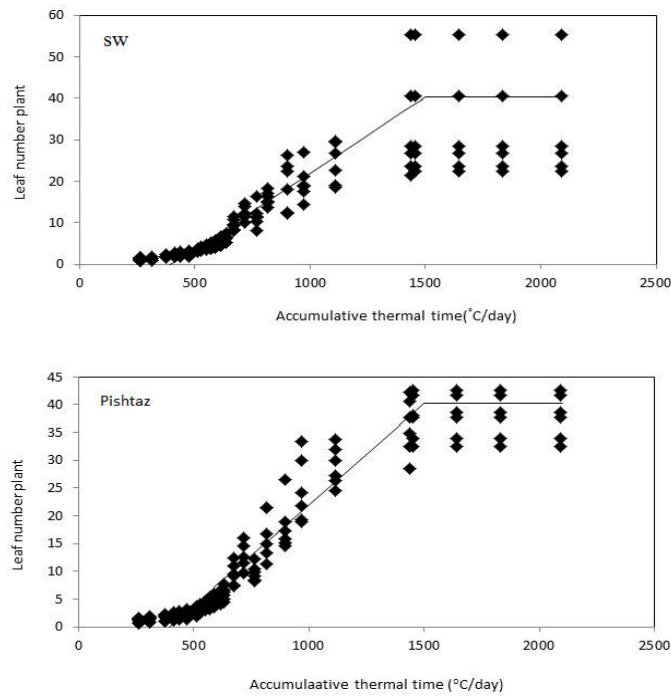 60
SW
50
40
30
20
10
0
Leaf number plant
0 500 1000 1500 2000 2500
Accumulative thermal time(°C/day)
45
Pishtaz
40
35
30
25
20
15
10
5
0
Leaf number plant
0 500 1000 1500 2000 2500
Accumulaative thermal time (°C/day)